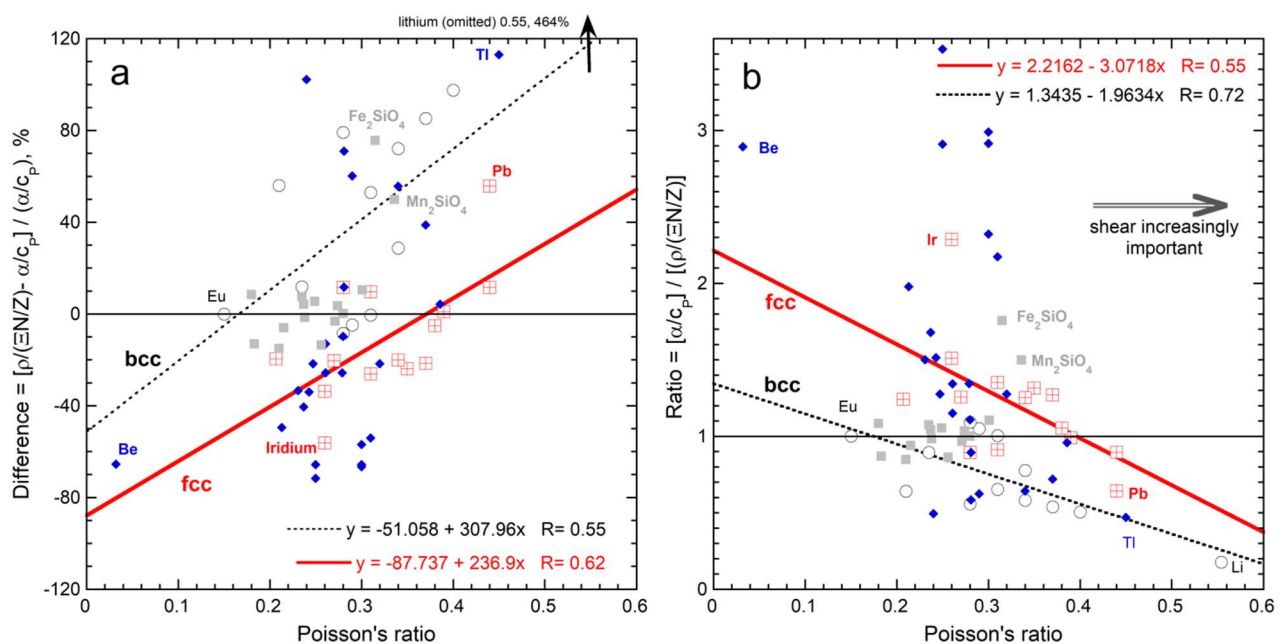 lithium (omitted) 0.55, 464%
a
Difference = [ρ/(ΞN/Z)- α/cP] / (α/cP), %
120
80
40
0
-40
-80
-120
Tl
Fe2SiO4
Pb
Mn2SiO4
Eu
bcc
Be
Iridium
fcc
y = -51.058 + 307.96x R= 0.55
y = -87.737 + 236.9x R= 0.62
0
0.1
0.2
0.3
0.4
0.5
0.6
Poisson's ratio
b
Ratio = [α/cP] / [(ρ/(ΞN/Z)]
4
3
2
1
0
y = 2.2162 - 3.0718x R= 0.55
y = 1.3435 - 1.9634x R= 0.72
Be
shear increasingly
important
Ir
fcc
Fe2SiO4
Mn2SiO4
bcc
Eu
Pb
Tl
Li
0
0.1
0.2
0.3
0.4
0.5
0.6
Poisson's ratio